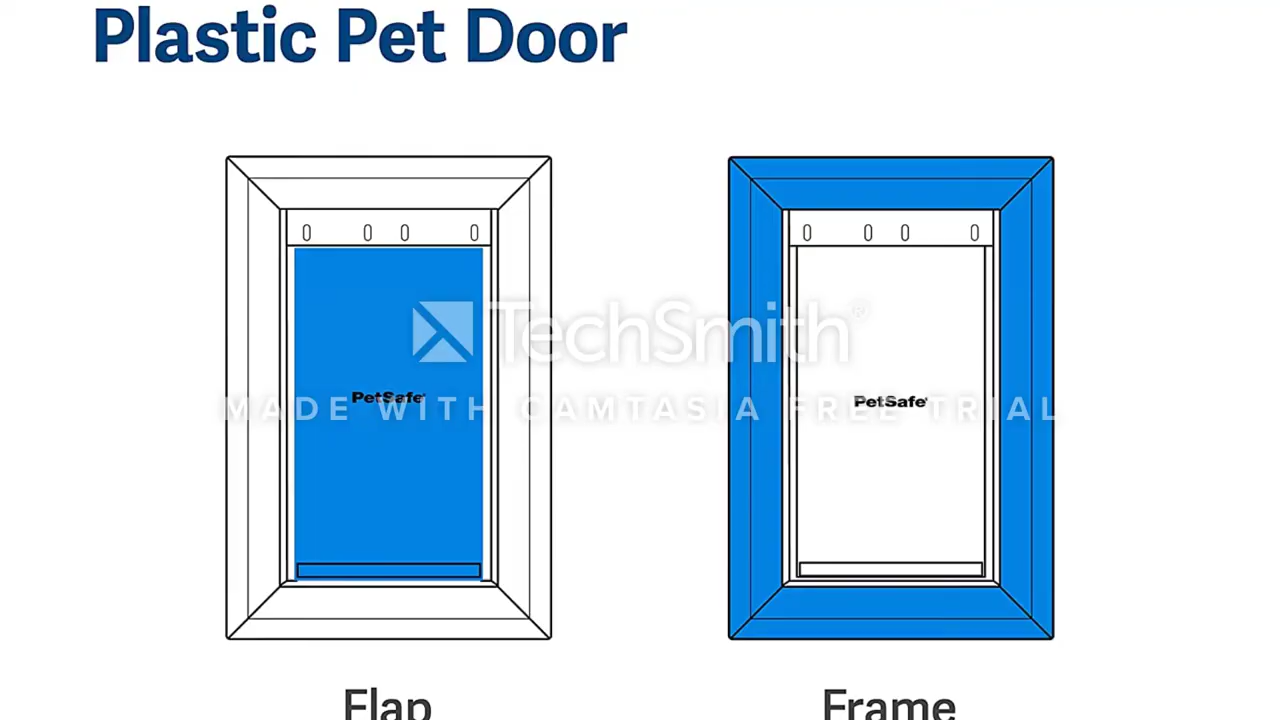 Plastic Pet Door
TechSmith®
PetSafe®
PetSafe®
MADE WITH CAMTASIA FREE TRIAL
Flap
Frame